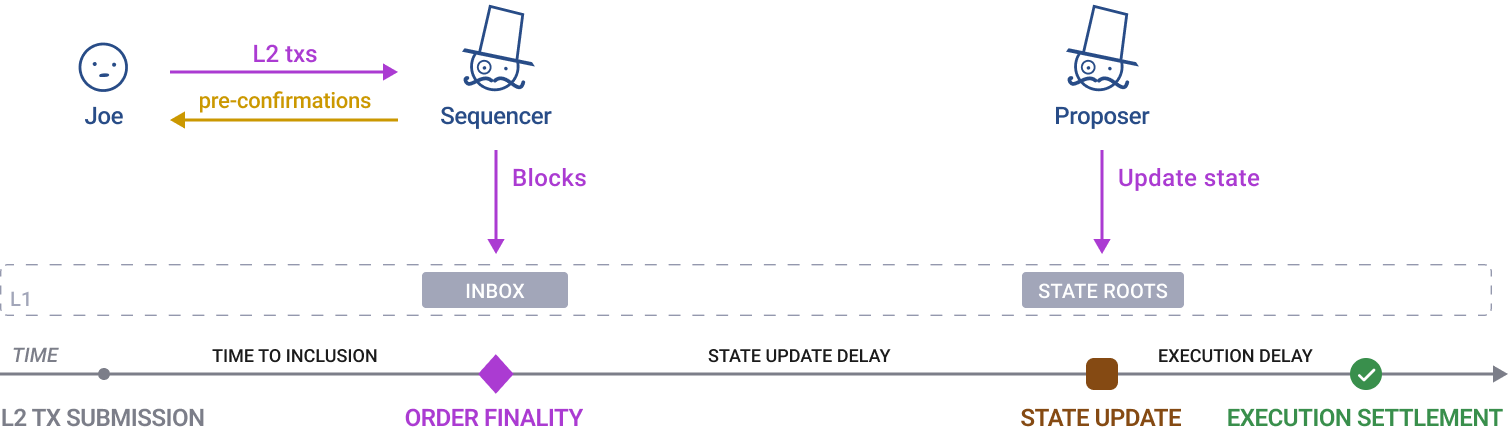 L2 txs
pre-confirmations
Joe
Sequencer
Proposer
Blocks
Update state
L1
INBOX
STATE ROOTS
TIME
TIME TO INCLUSION
STATE UPDATE DELAY
EXECUTION DELAY
L2 TX SUBMISSION
ORDER FINALITY
STATE UPDATE
EXECUTION SETTLEMENT